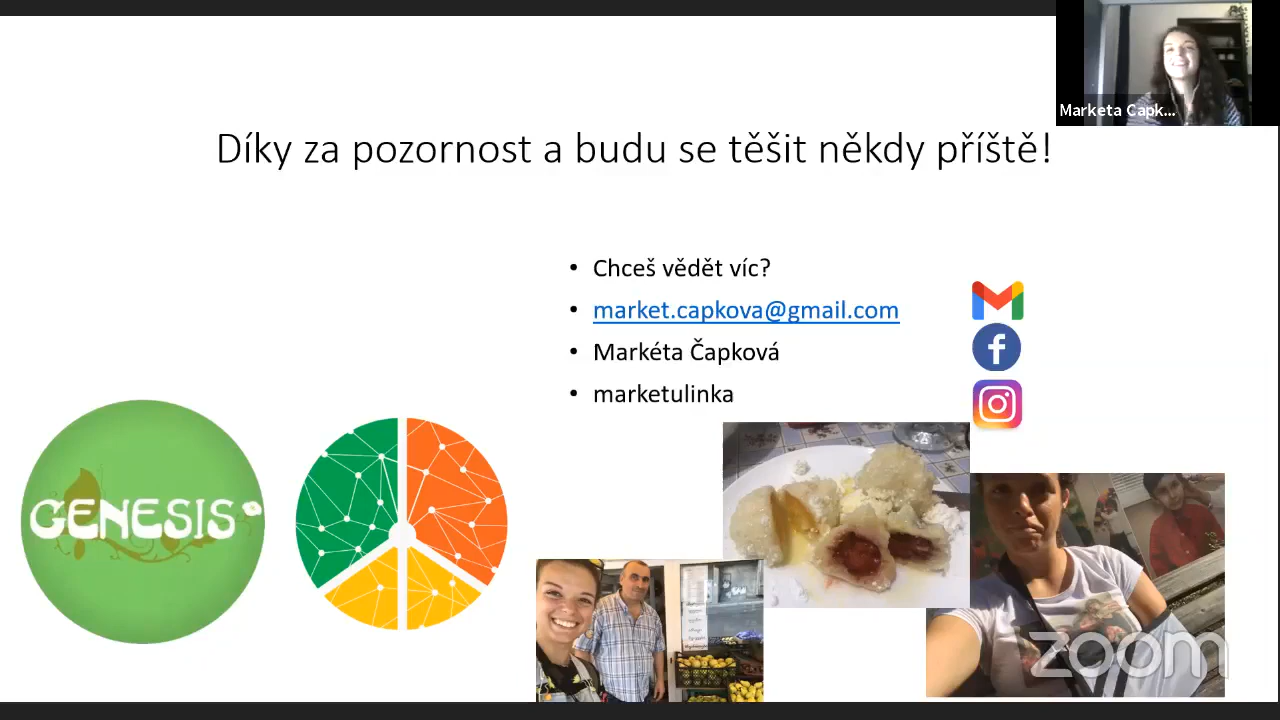 Marketa Capk...
Díky za pozornost a budu se těšit někdy příště!
• Chceš vědět víc?
• market.capkova@gmail.com
• Markéta Čapková
• marketulinka
GENESIS
zoom